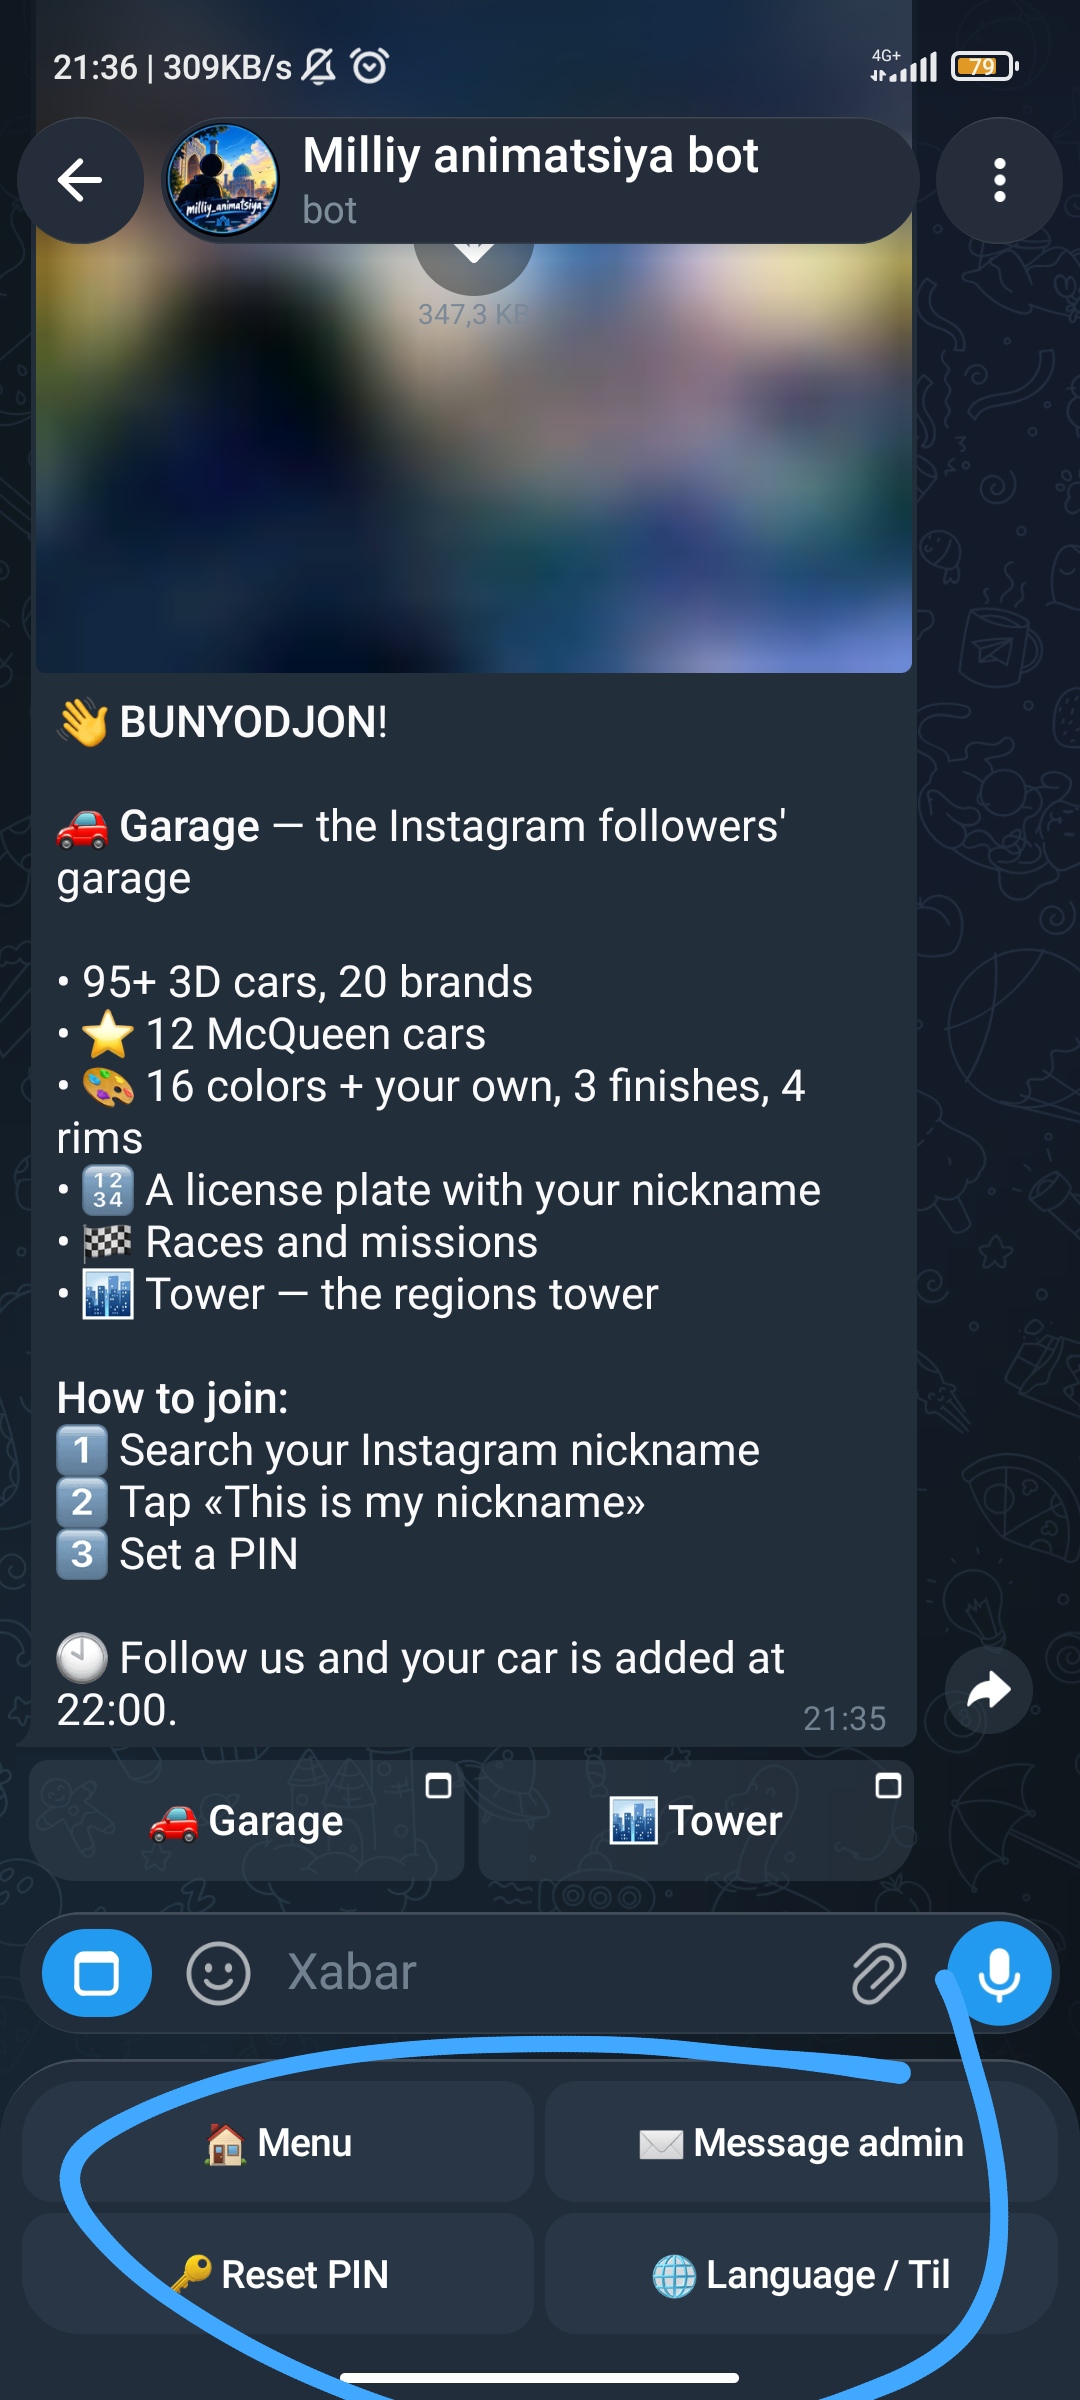 21:36 | 309KB/s
4G+
79
Milliy animatsiya bot
milliy_animatsiya
bot
347,3 KB
👋 BUNYODJON!
🚗 Garage — the Instagram followers'
garage
• 95+ 3D cars, 20 brands
• ⭐ 12 McQueen cars
• 🎨 16 colors + your own, 3 finishes, 4
rims
• 🔢 A license plate with your nickname
• 🏁 Races and missions
• 🏙 Tower — the regions tower
How to join:
1️⃣ Search your Instagram nickname
2️⃣ Tap «This is my nickname»
3️⃣ Set a PIN
🕙 Follow us and your car is added at
22:00.
21:35
🚗 Garage
🏙 Tower
Xabar
🏠 Menu
✉️ Message admin
🔑 Reset PIN
🌐 Language / Til